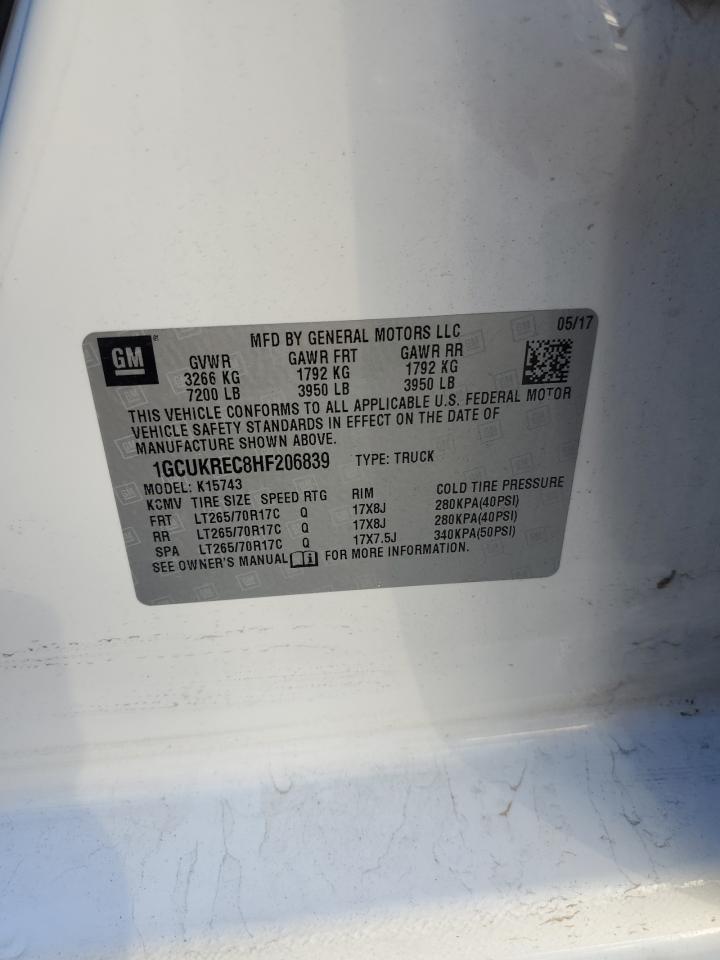 GM
MFD BY GENERAL MOTORS LLC 05/17
GVWR GAWR FRT GAWR RR
3266 KG 1792 KG 1792 KG
7200 LB 3950 LB 3950 LB
THIS VEHICLE CONFORMS TO ALL APPLICABLE U.S. FEDERAL MOTOR
VEHICLE SAFETY STANDARDS IN EFFECT ON THE DATE OF
MANUFACTURE SHOWN ABOVE.
1GCUKREC8HF206839 TYPE: TRUCK
MODEL: K15743
TIRE SIZE SPEED RTG RIM COLD TIRE PRESSURE
FRT LT265/70R17C Q 17X8J 280KPA(40PSI)
RR LT265/70R17C Q 17X8J 280KPA(40PSI)
SPA LT265/70R17C Q 17X7.5J 340KPA(50PSI)
SEE OWNER'S MANUAL FOR MORE INFORMATION.